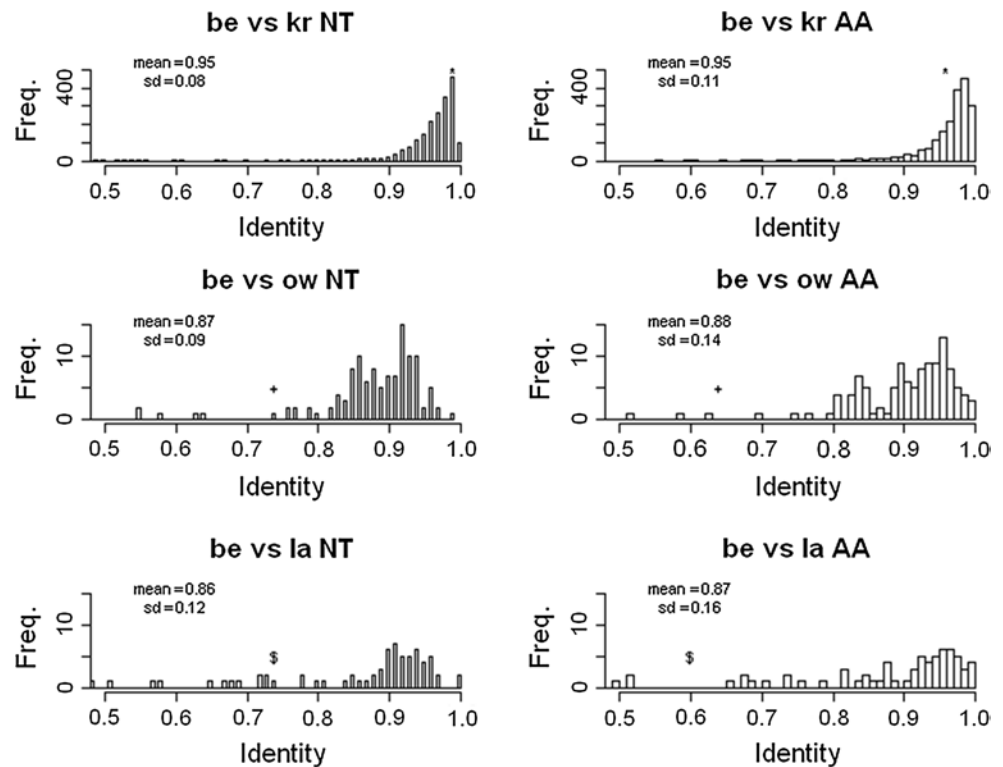 be vs kr NT
mean=0.95
sd=0.08
*
Freq.
0 400
0.5 0.6 0.7 0.8 0.9 1.0
Identity
be vs kr AA
mean=0.95
sd=0.11
*
Freq.
0 400
0.5 0.6 0.7 0.8 0.9 1.0
Identity
be vs ow NT
mean=0.87
sd=0.09
+
Freq.
0 10
0.5 0.6 0.7 0.8 0.9 1.0
Identity
be vs ow AA
mean=0.88
sd=0.14
+
Freq.
0 10
0.5 0.6 0.7 0.8 0.9 1.0
Identity
be vs la NT
mean=0.86
sd=0.12
$
Freq.
0 10
0.5 0.6 0.7 0.8 0.9 1.0
Identity
be vs la AA
mean=0.87
sd=0.16
$
Freq.
0 10
0.5 0.6 0.7 0.8 0.9 1.0
Identity